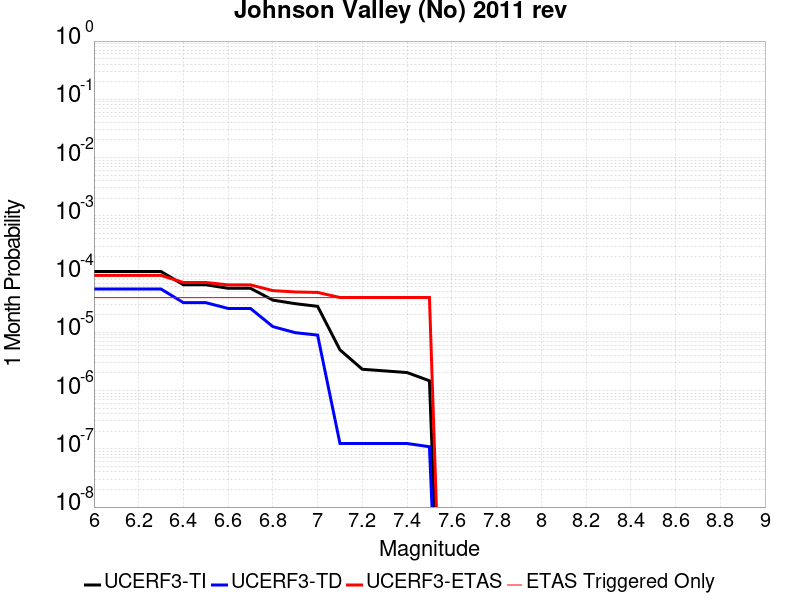 Johnson Valley (No) 2011 rev
1 Month Probability
10^0
10^-1
10^-2
10^-3
10^-4
10^-5
10^-6
10^-7
10^-8
6 6.2 6.4 6.6 6.8 7 7.2 7.4 7.6 7.8 8 8.2 8.4 8.6 8.8 9
Magnitude
UCERF3-TI UCERF3-TD UCERF3-ETAS ETAS Triggered Only